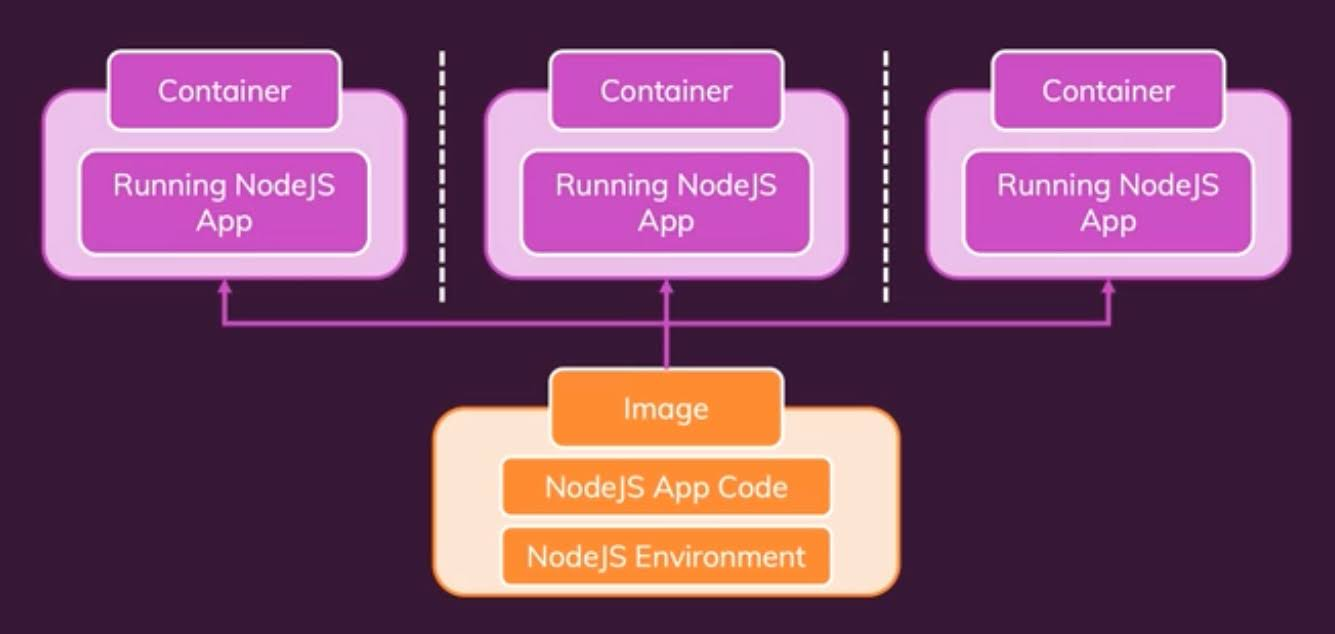 Container
Running NodeJS
App
Container
Running NodeJS
App
Container
Running NodeJS
App
Image
NodeJS App Code
NodeJS Environment